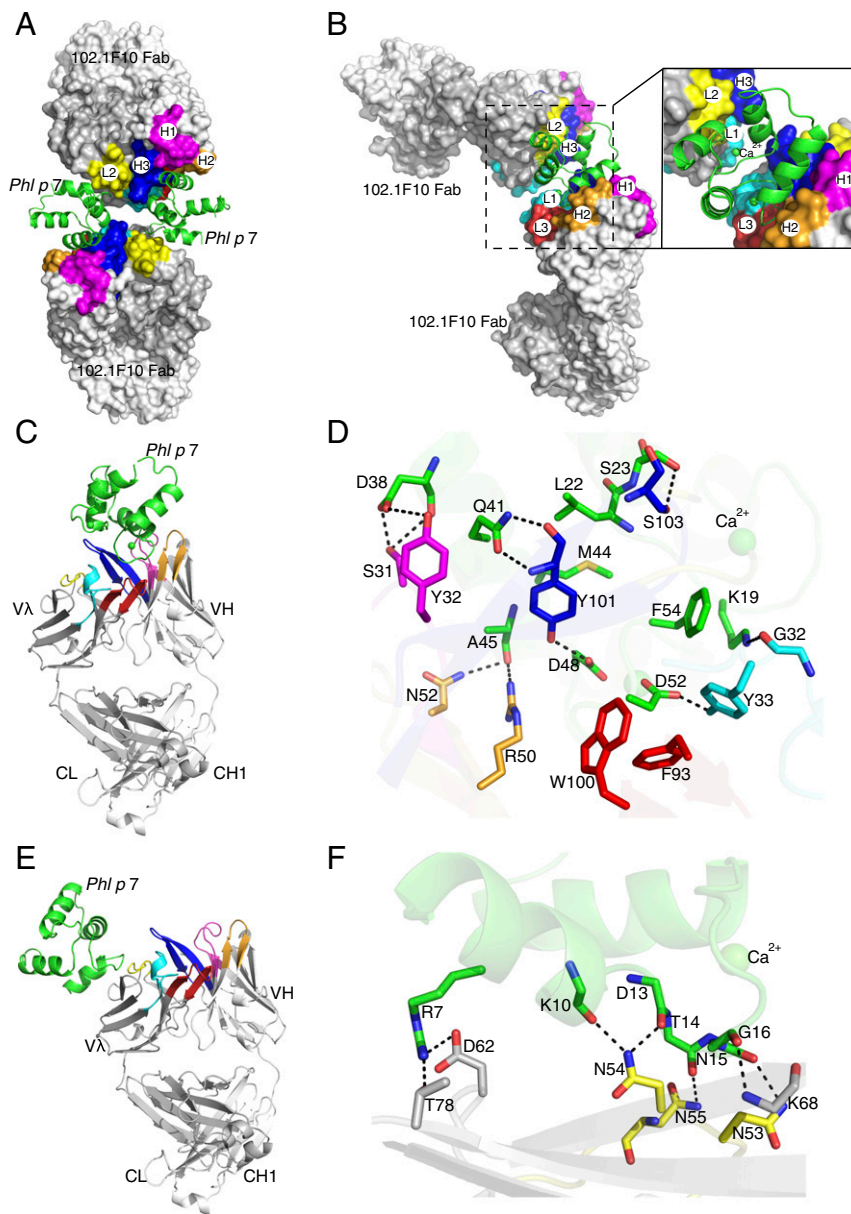 A
102.1F10 Fab
H1
L2
H3
H2
Phl p 7
Phl p 7
102.1F10 Fab
B
L2
H3
102.1F10 Fab
L1
H1
L3
H2
102.1F10 Fab
H3
L2
L1
Ca2+
H1
L3
H2
C
Phl p 7
Vλ
VH
CL
CH1
D
D38
S23
L22
Q41
S103
Ca2+
S31
M44
Y32
Y101
F54
K19
G32
A45
D48
D52
Y33
N52
R50
W100
F93
E
Phl p 7
VH
Vλ
CL
CH1
F
Ca2+
K10
D13
R7
T14
G16
D62
N15
N54
T78
K68
N55
N53